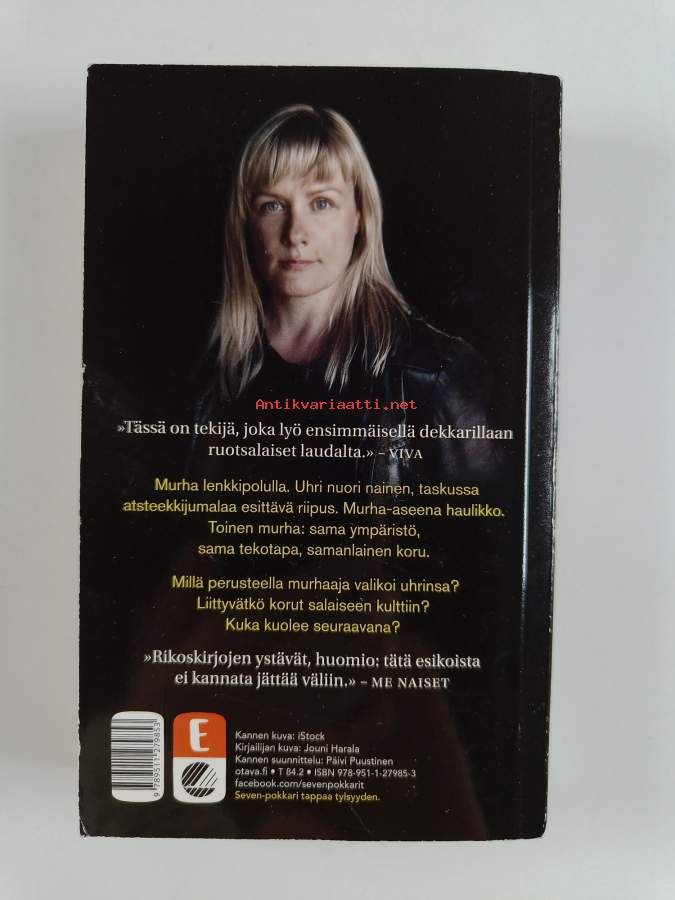 Antikvariaatti.net
»Tässä on tekijä, joka lyö ensimmäisellä dekkarillaan
ruotsalaiset laudalta.» – VIVA
Murha lenkkipolulla. Uhri nuori nainen, taskussa
atsteekkijumalaa esittävä riipus. Murha-aseena haulikko.
Toinen murha: sama ympäristö,
sama tekotapa, samanlainen koru.
Millä perusteella murhaaja valikoi uhrinsa?
Liittyvätkö korut salaiseen kulttiin?
Kuka kuolee seuraavana?
»Rikoskirjojen ystävät, huomio: tätä esikoista
ei kannata jättää väliin.» – ME NAISET
9 789511 279853
E
Kannen kuva: iStock
Kirjailijan kuva: Jouni Harala
Kannen suunnittelu: Päivi Puustinen
otava.fi • T 84.2 • ISBN 978-951-1-27985-3
facebook.com/sevenpokkarit
Seven-pokkari tappaa tylsyyden.